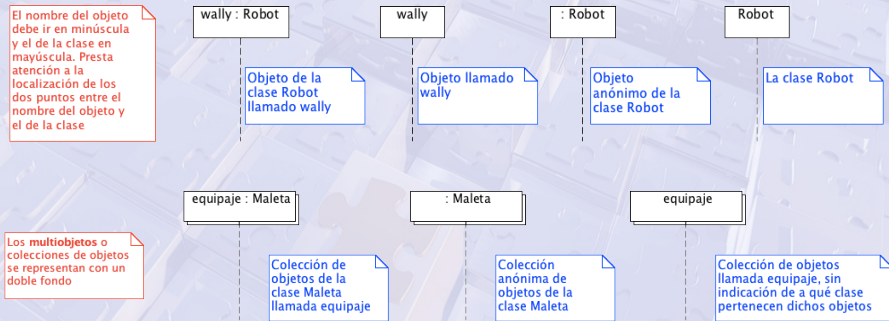 El nombre del objeto
debe ir en minúscula
y el de la clase en
mayúscula. Presta
atención a la
localización de los
dos puntos entre el
nombre del objeto y
el de la clase
wally : Robot
Objeto de la
clase Robot
llamado wally
wally
Objeto llamado
wally
: Robot
Objeto
anónimo de la
clase Robot
Robot
La clase Robot
Los multiobjetos o
colecciones de objetos
se representan con un
doble fondo
equipaje : Maleta
Colección de
objetos de la
clase Maleta
llamada equipaje
: Maleta
Colección
anónima de
objetos de la
clase Maleta
equipaje
Colección de objetos
llamada equipaje, sin
indicación de a qué clase
pertenecen dichos objetos